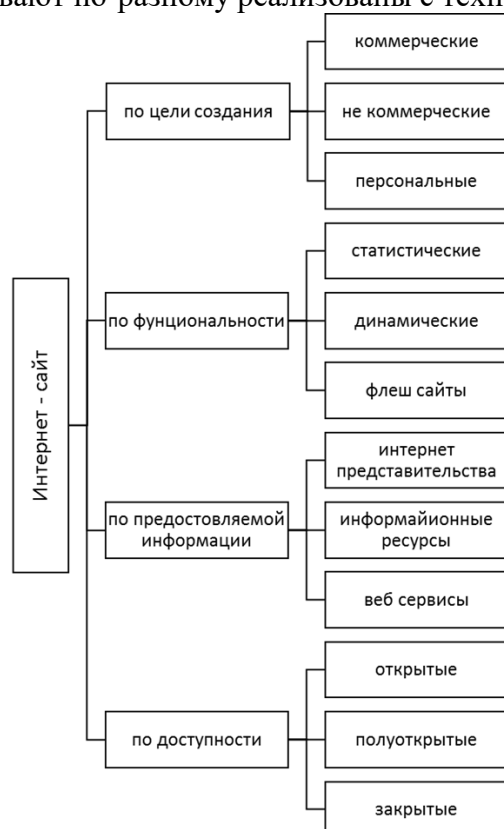 вают по-разному реализованы с техн
коммерческие
по цели создания
не коммерческие
персональные
статистические
по фунциональности
динамические
флеш сайты
Интернет - сайт
интернет
представительства
по предостовляемой
информации
информайионные
ресурсы
веб сервисы
открытые
по доступности
полуоткрытые
закрытые